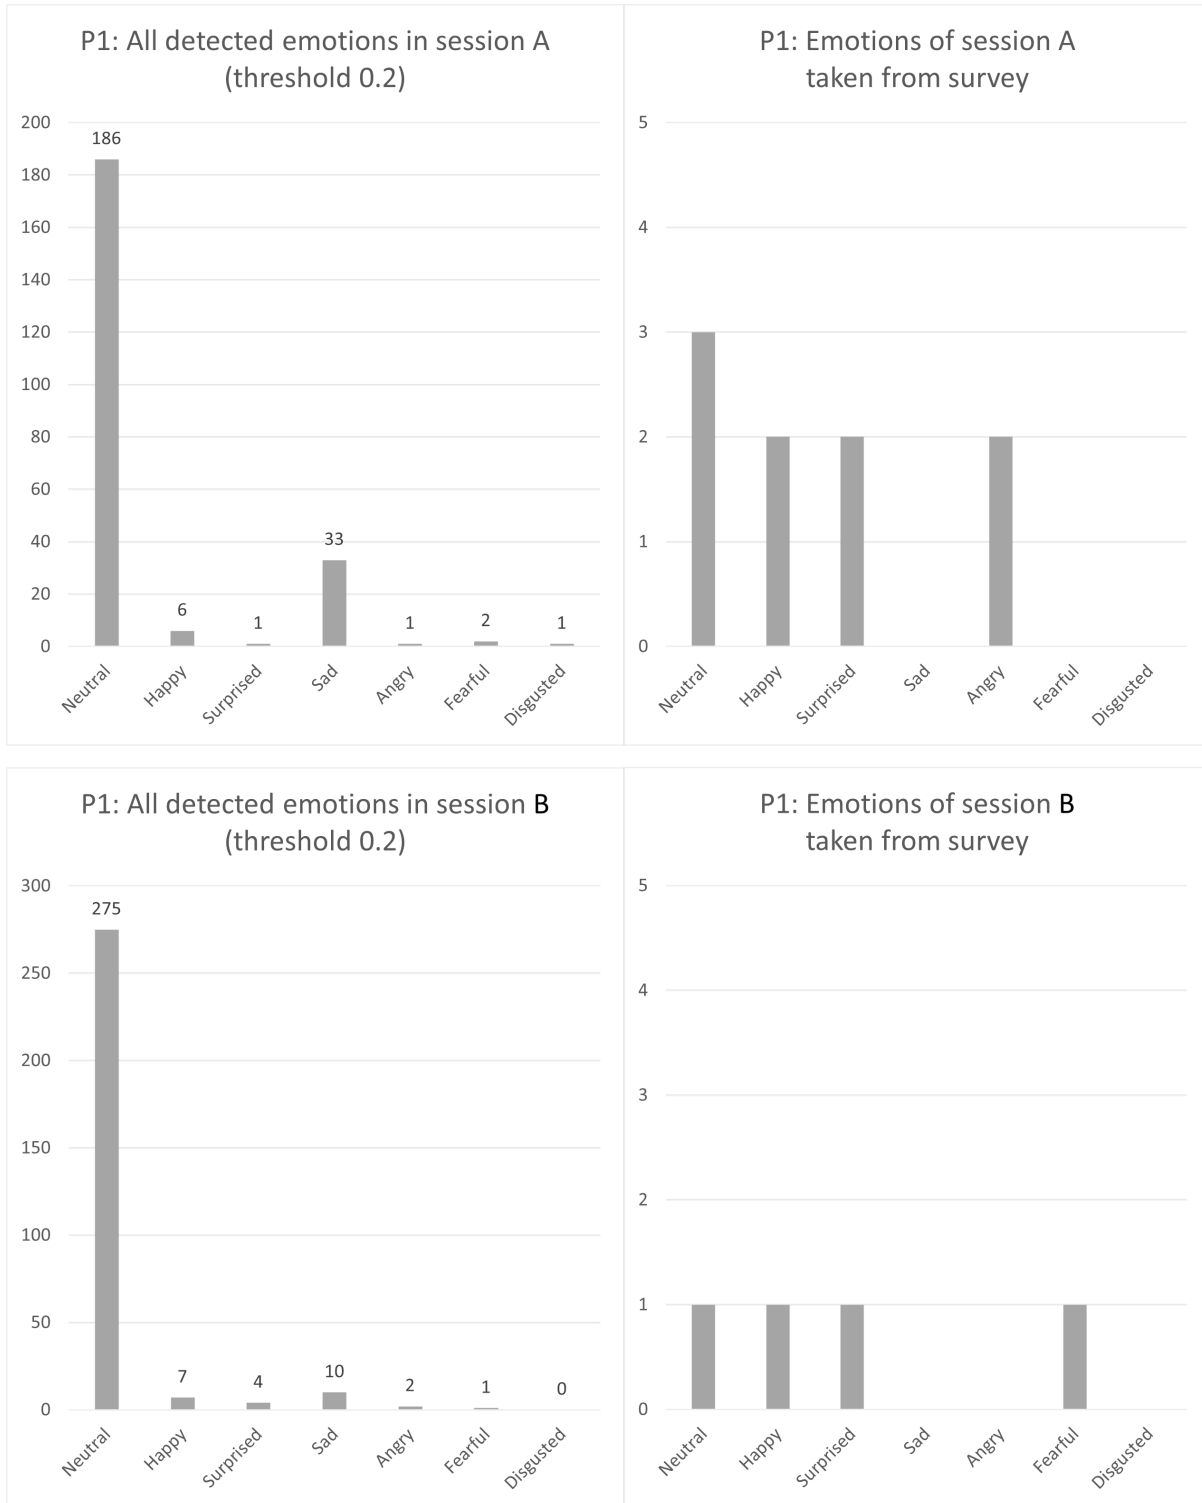 P1: All detected emotions in session A
(threshold 0.2)
200
180
160
140
120
100
80
60
40
20
0
186
6
1
33
1
2
1
Neutral
Happy
Surprised
Sad
Angry
Fearful
Disgusted
P1: Emotions of session A
taken from survey
5
4
3
2
1
0
Neutral
Happy
Surprised
Sad
Angry
Fearful
Disgusted
P1: All detected emotions in session B
(threshold 0.2)
300
250
200
150
100
50
0
275
7
4
10
2
1
0
Neutral
Happy
Surprised
Sad
Angry
Fearful
Disgusted
P1: Emotions of session B
taken from survey
5
4
3
2
1
0
Neutral
Happy
Surprised
Sad
Angry
Fearful
Disgusted